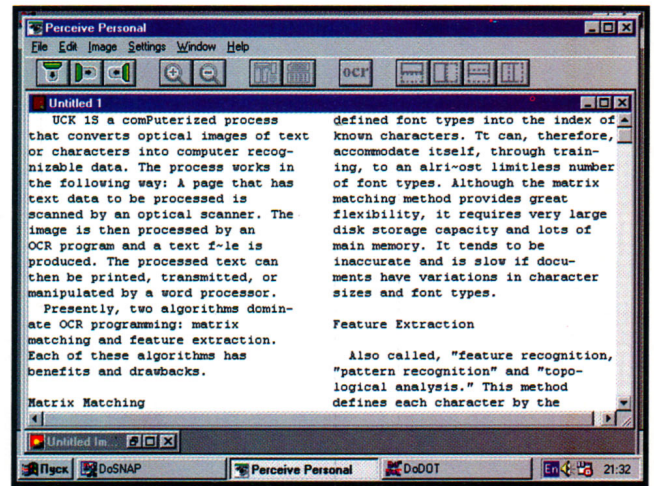 Perceive Personal
File Edit Image Settings Window Help
ocr
Untitled 1
UCK 1S a comPuterized process
that converts optical images of text
or characters into computer recog-
nizable data. The process works in
the following way: A page that has
text data to be processed is
scanned by an optical scanner. The
image is then processed by an
OCR program and a text f~le is
produced. The processed text can
then be printed, transmitted, or
manipulated by a word processor.
Presently, two algorithms domin-
ate OCR programming: matrix
matching and feature extraction.
Each of these algorithms has
benefits and drawbacks.
Matrix Matching
defined font types into the index of
known characters. Tt can, therefore,
accommodate itself, through train-
ing, to an alri~ost limitless number
of font types. Although the matrix
matching method provides great
flexibility, it requires very large
disk storage capacity and lots of
main memory. It tends to be
inaccurate and is slow if docu-
ments have variations in character
sizes and font types.
Feature Extraction
Also called, "feature recognition,
"pattern recognition" and "topo-
logical analysis." This method
defines each character by the
Untitled Im...
Пуск DoSNAP Perceive Personal DoDOT En 21:32